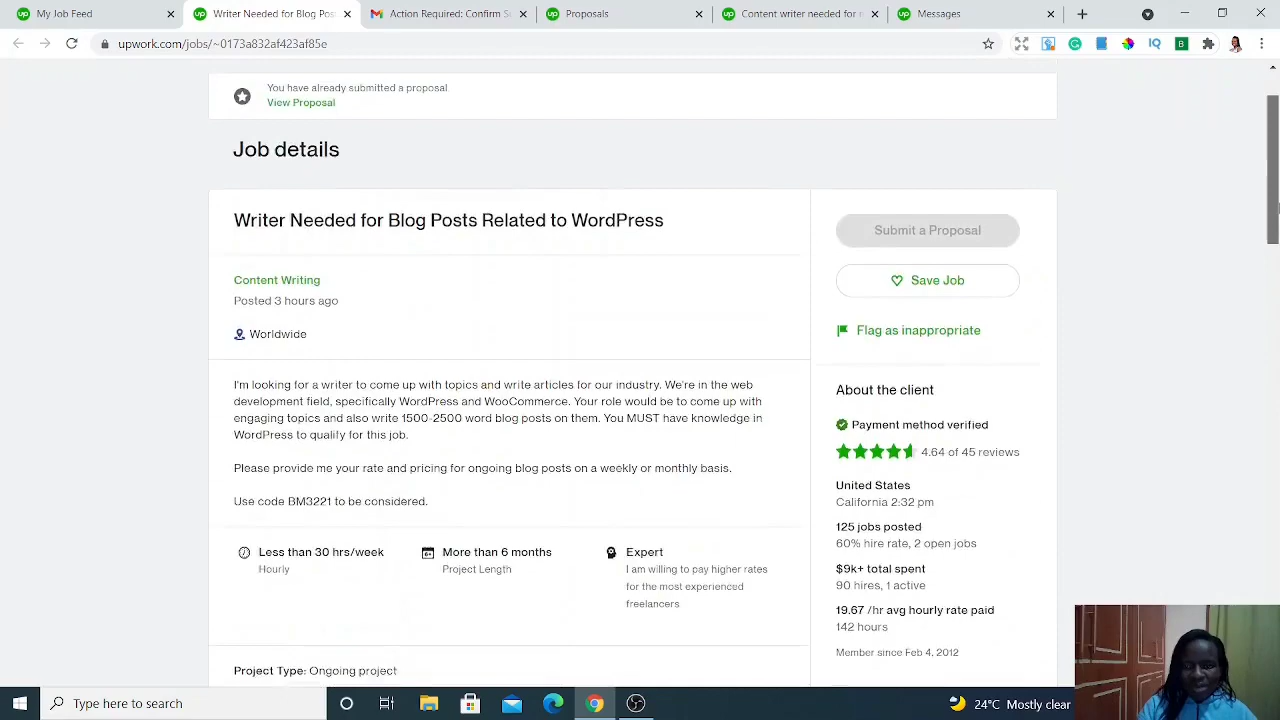 My Job Feed
Writer Needed for Blog Pos
Action Required: Confirm S
Proposals
Content writer needed for n
Messages
upwork.com/jobs/~0173a832af423af85c
You have already submitted a proposal.
View Proposal
Job details
Writer Needed for Blog Posts Related to WordPress
Content Writing
Posted 3 hours ago
Worldwide
I'm looking for a writer to come up with topics and write articles for our industry. We're in the web
development field, specifically WordPress and WooCommerce. Your role would be to come up with
engaging topics and also write 1500-2500 word blog posts on them. You MUST have knowledge in
WordPress to qualify for this job.
Please provide me your rate and pricing for ongoing blog posts on a weekly or monthly basis.
Use code BM3221 to be considered.
Less than 30 hrs/week
Hourly
More than 6 months
Project Length
Expert
I am willing to pay higher rates
for the most experienced
freelancers
Project Type: Ongoing project
Submit a Proposal
Save Job
Flag as inappropriate
About the client
Payment method verified
4.64 of 45 reviews
United States
California 2:32 pm
125 jobs posted
60% hire rate, 2 open jobs
$9k+ total spent
90 hires, 1 active
19.67 /hr avg hourly rate paid
142 hours
Member since Feb 4, 2012
Type here to search
24°C Mostly clear